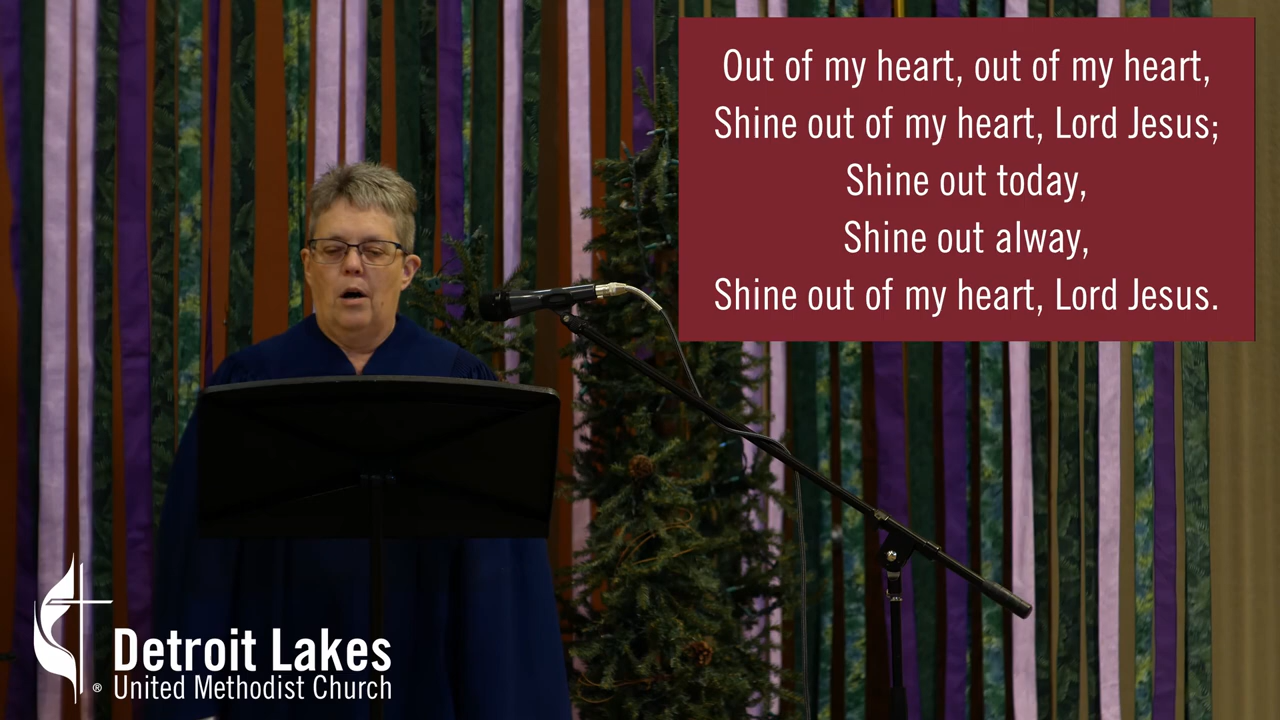 Out of my heart, out of my heart,
Shine out of my heart, Lord Jesus;
Shine out today,
Shine out alway,
Shine out of my heart, Lord Jesus.
Detroit Lakes
® United Methodist Church